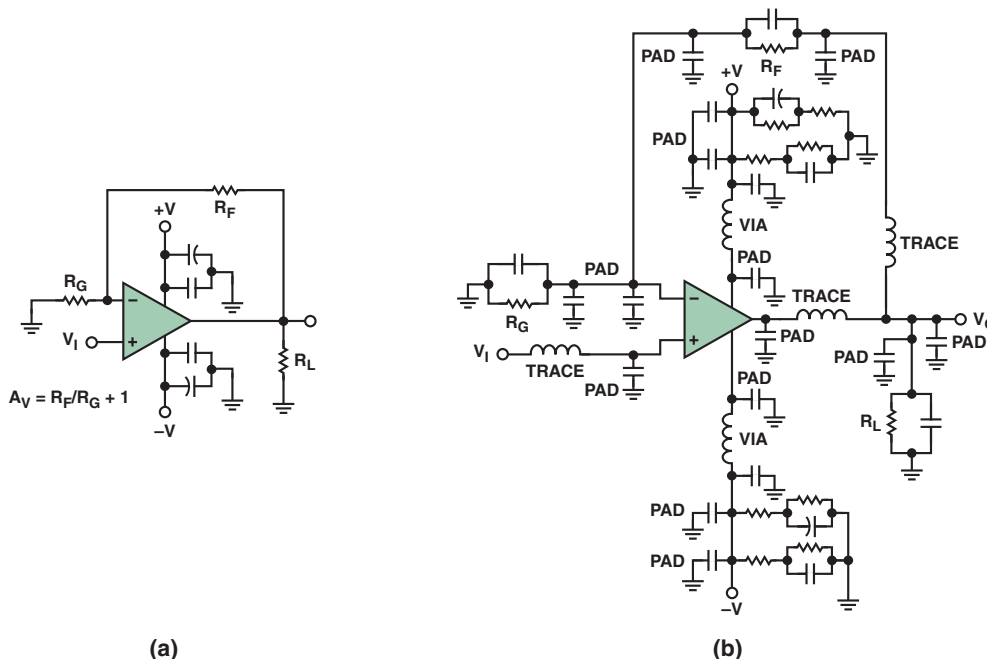 +V
R_F
R_G
−
V_I
+
R_L
A_V = R_F/R_G + 1
−V
(a)
PAD
R_F
PAD
+V
PAD
VIA
TRACE
PAD
PAD
R_G
TRACE
−
V_I
+
PAD
TRACE
PAD
PAD
PAD
PAD
R_L
VIA
PAD
PAD
−V
(b)